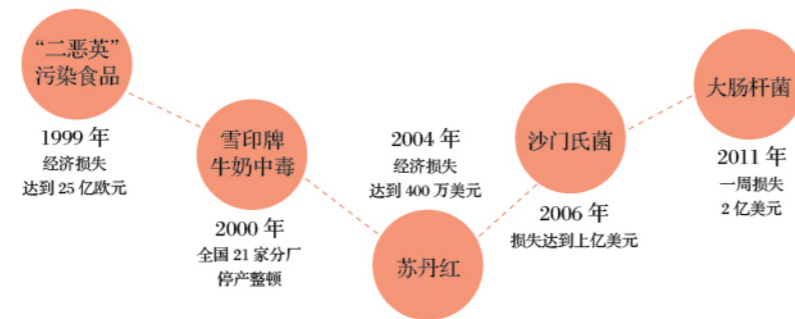 “二恶英”
污染食品
1999 年
经济损失
达到 25 亿欧元
雪印牌
牛奶中毒
2000 年
全国 21 家分厂
停产整顿
2004 年
经济损失
达到 400 万美元
苏丹红
沙门氏菌
2006 年
损失达到上亿美元
大肠杆菌
2011 年
一周损失
2 亿美元